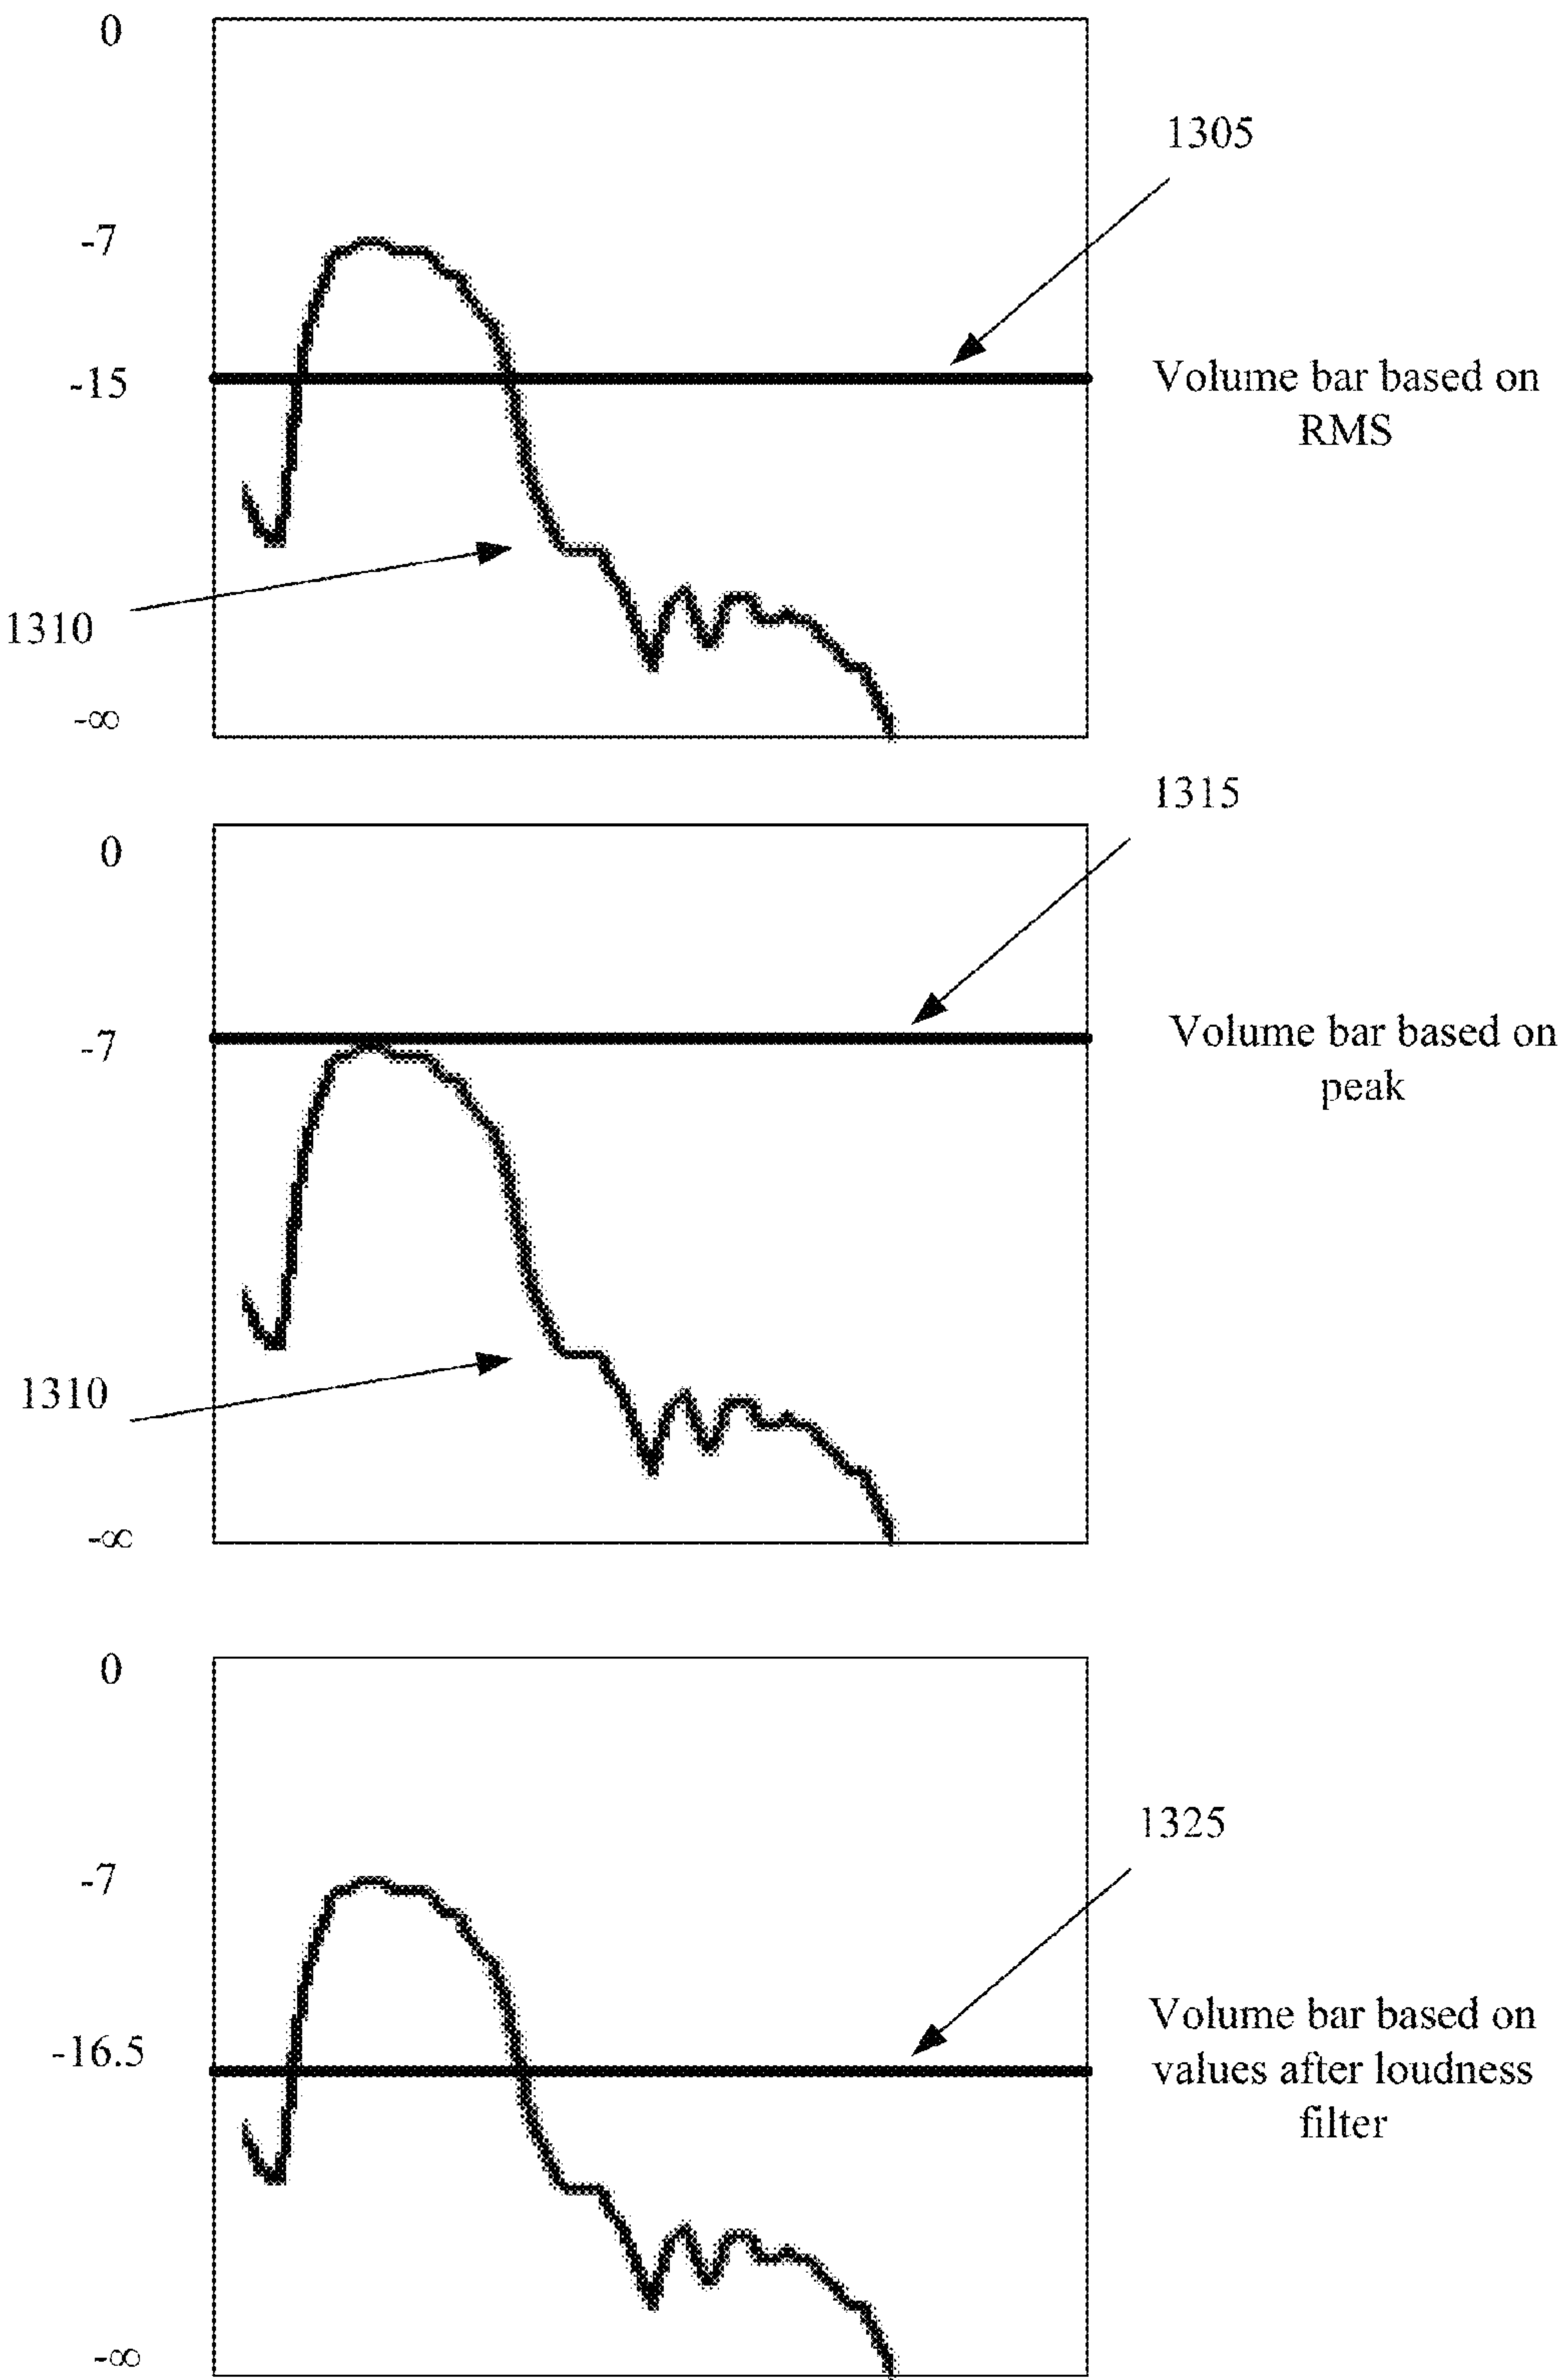 0
1305
-7
-15
Volume bar based on
RMS
1310
-∞
1315
0
-7
Volume bar based on
peak
1310
-∞
0
1325
-7
-16.5
Volume bar based on
values after loudness
filter
-∞